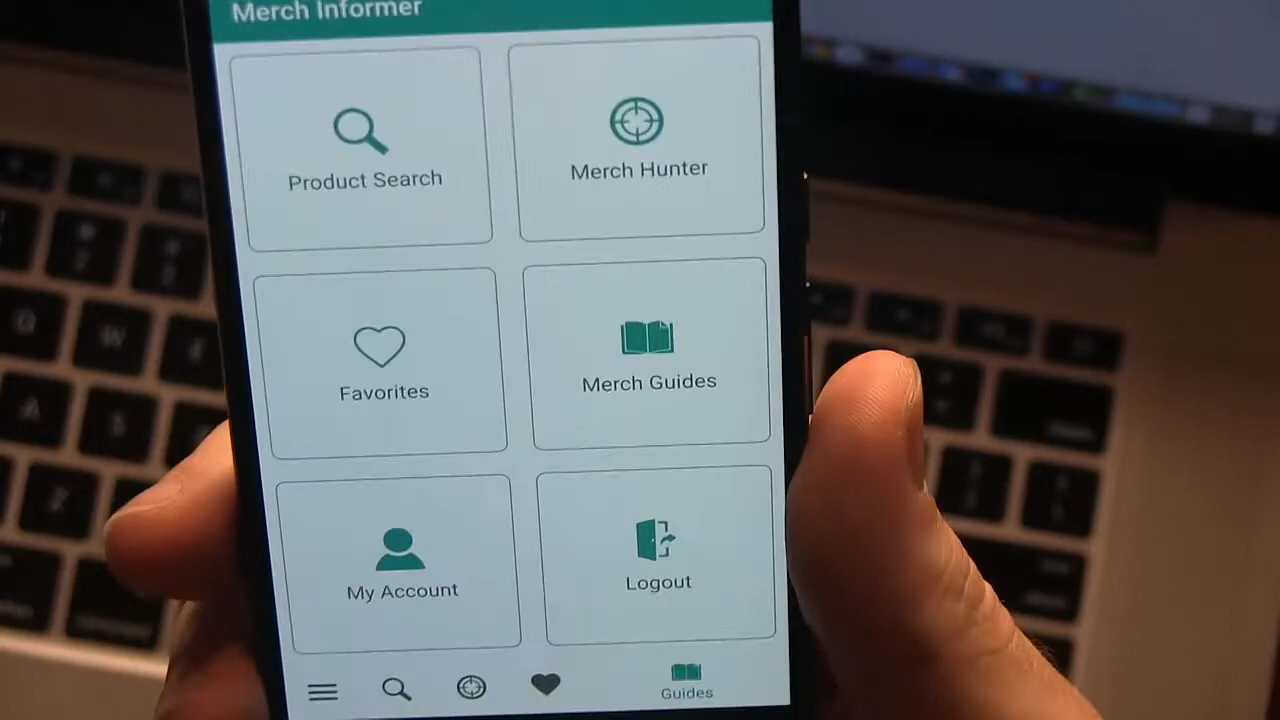 Merch Informer
Product Search
Merch Hunter
Favorites
Merch Guides
My Account
Logout
Guides
Q
W
A
Z